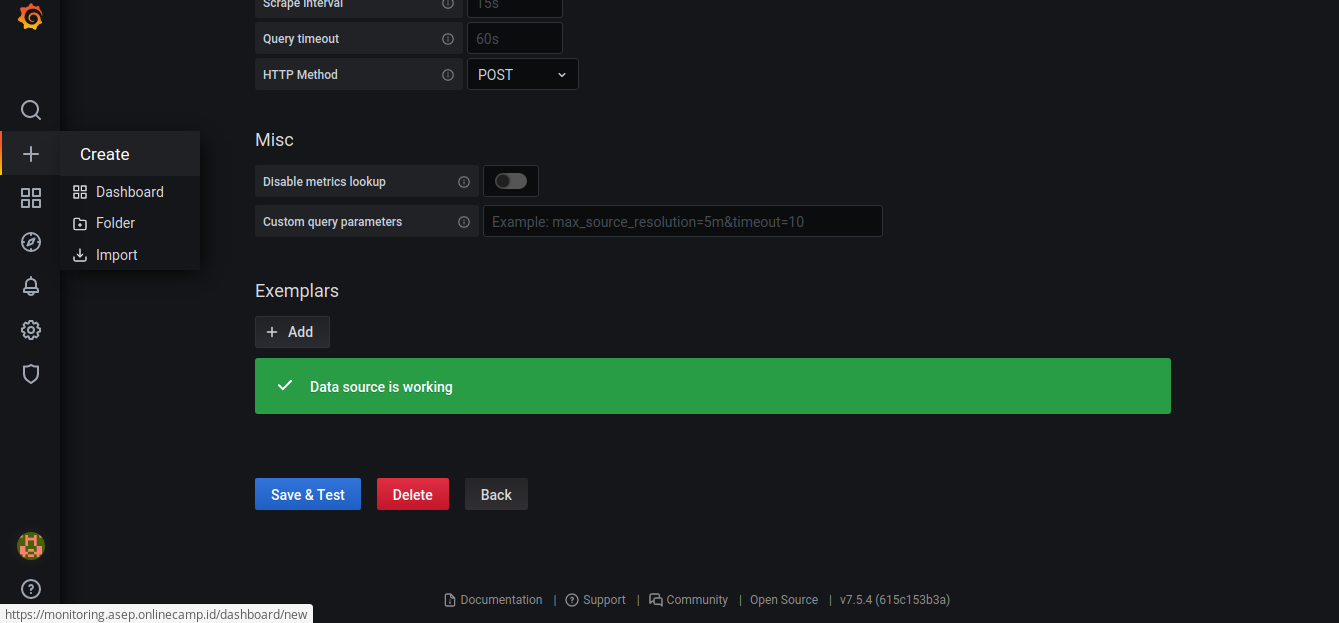 Scrape interval
15s
Query timeout
60s
HTTP Method
POST
Misc
Create
Disable metrics lookup
Dashboard
Custom query parameters
Example: max_source_resolution=5m&timeout=10
Folder
Import
Exemplars
Add
Data source is working
Save & Test
Delete
Back
Documentation | Support | Community | Open Source | v7.5.4 (615c153b3a)
https://monitoring.asep.onlinecamp.id/dashboard/new